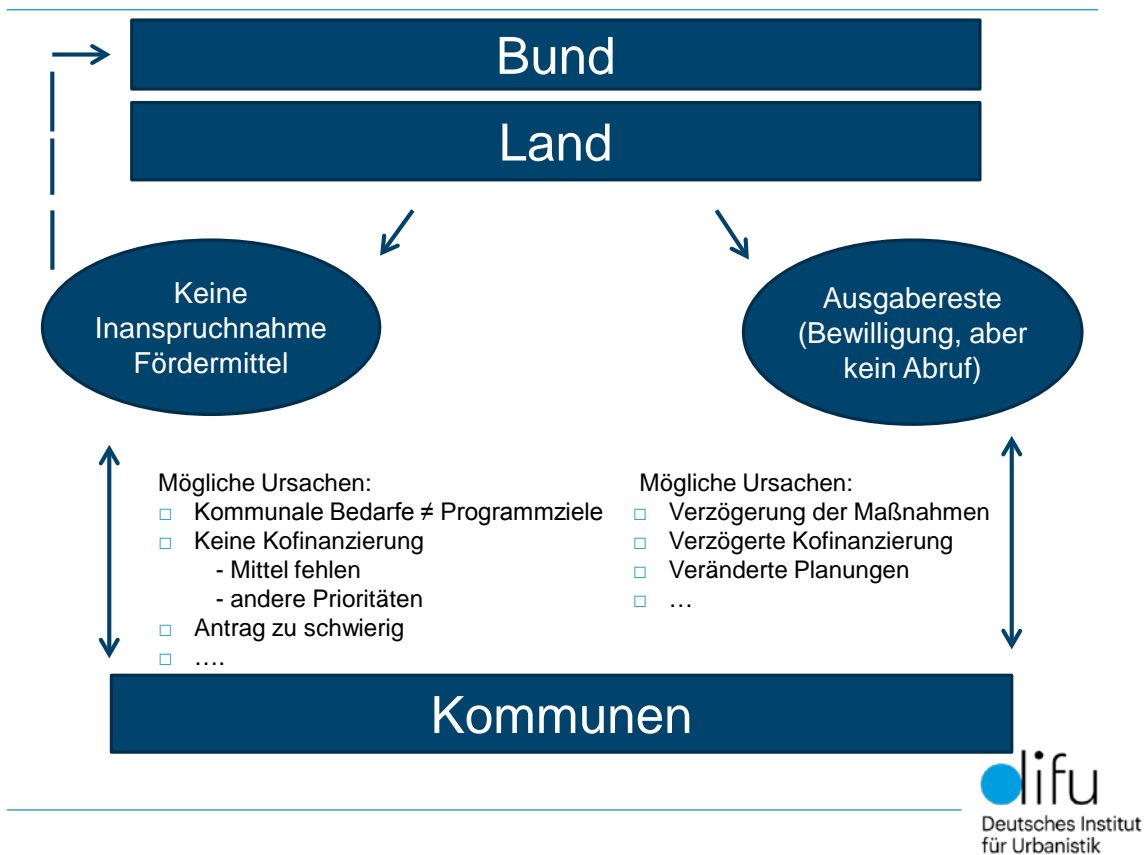 Bund
Land
Keine
Inanspruchnahme
Fördermittel
Ausgabereste
(Bewilligung, aber
kein Abruf)
Mögliche Ursachen:
□ Kommunale Bedarfe ≠ Programmziele
□ Keine Kofinanzierung
- Mittel fehlen
- andere Prioritäten
□ Antrag zu schwierig
□ ….
Mögliche Ursachen:
□ Verzögerung der Maßnahmen
□ Verzögerte Kofinanzierung
□ Veränderte Planungen
□ …
Kommunen
difu
Deutsches Institut
für Urbanistik